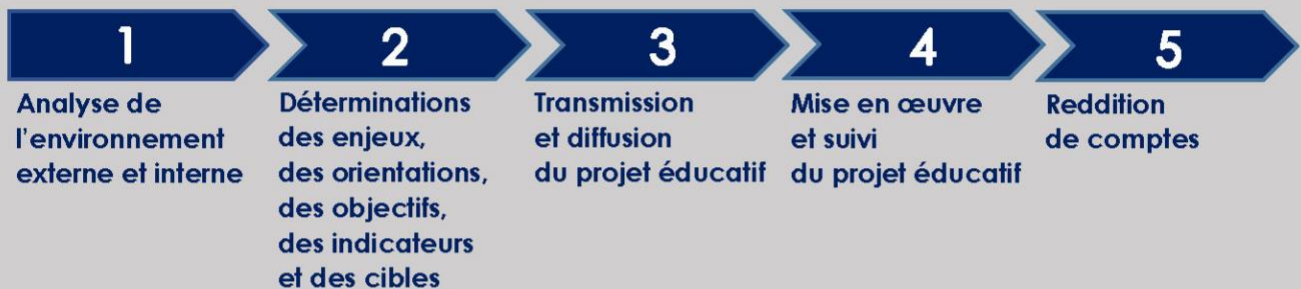 1
Analyse de
l'environnement
externe et interne
2
Déterminations
des enjeux,
des orientations,
des objectifs,
des indicateurs
et des cibles
3
Transmission
et diffusion
du projet éducatif
4
Mise en œuvre
et suivi
du projet éducatif
5
Reddition
de comptes